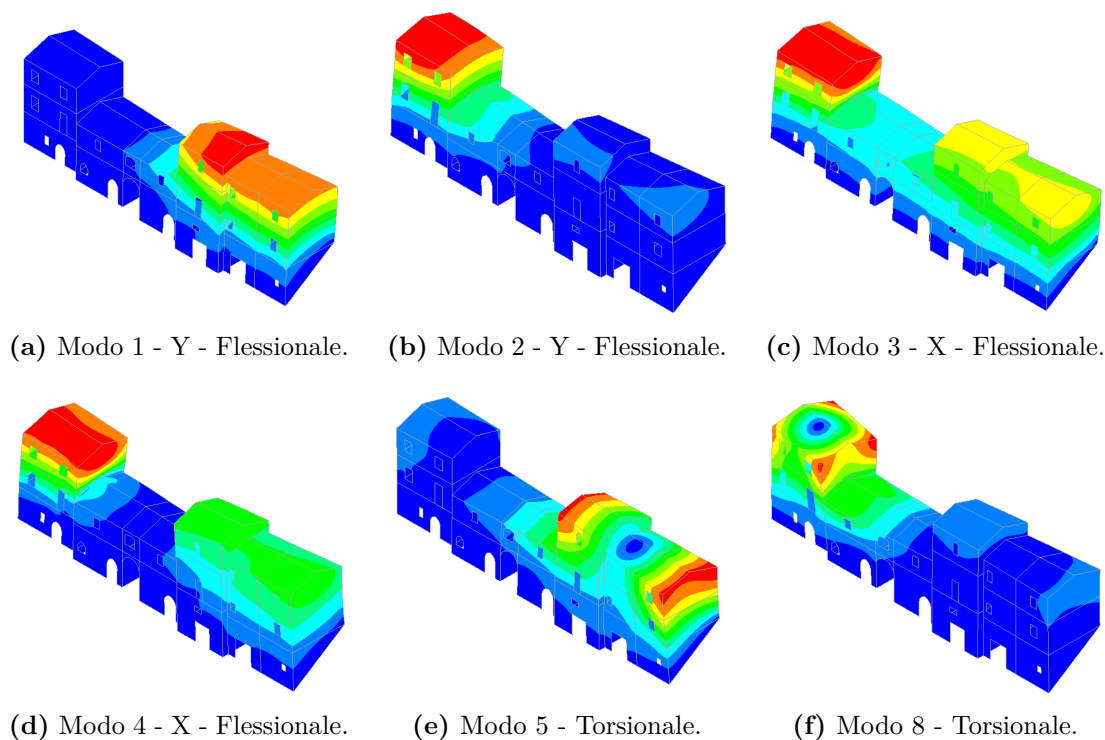 (a) Modo 1 - Y - Flessionale.
(b) Modo 2 - Y - Flessionale.
(c) Modo 3 - X - Flessionale.
(d) Modo 4 - X - Flessionale.
(e) Modo 5 - Torsionale.
(f) Modo 8 - Torsionale.